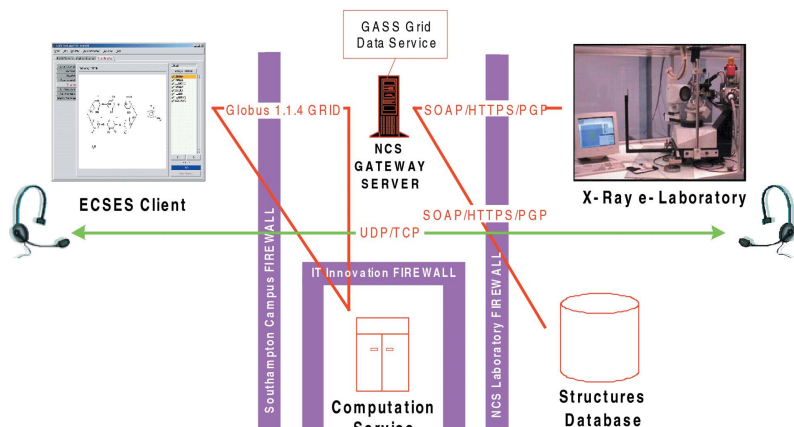 GASS Grid
Data Service
Globus 1.1.4 GRID
SOAP/HTTPS/PGP
NCS
GATEWAY
SERVER
ECSES Client
X-Ray e-Laboratory
SOAP/HTTPS/PGP
UDP/TCP
IT Innovation FIREWALL
Southampton Campus FIREWALL
NCS Laboratory FIREWALL
Computation
Service
Structures
Database